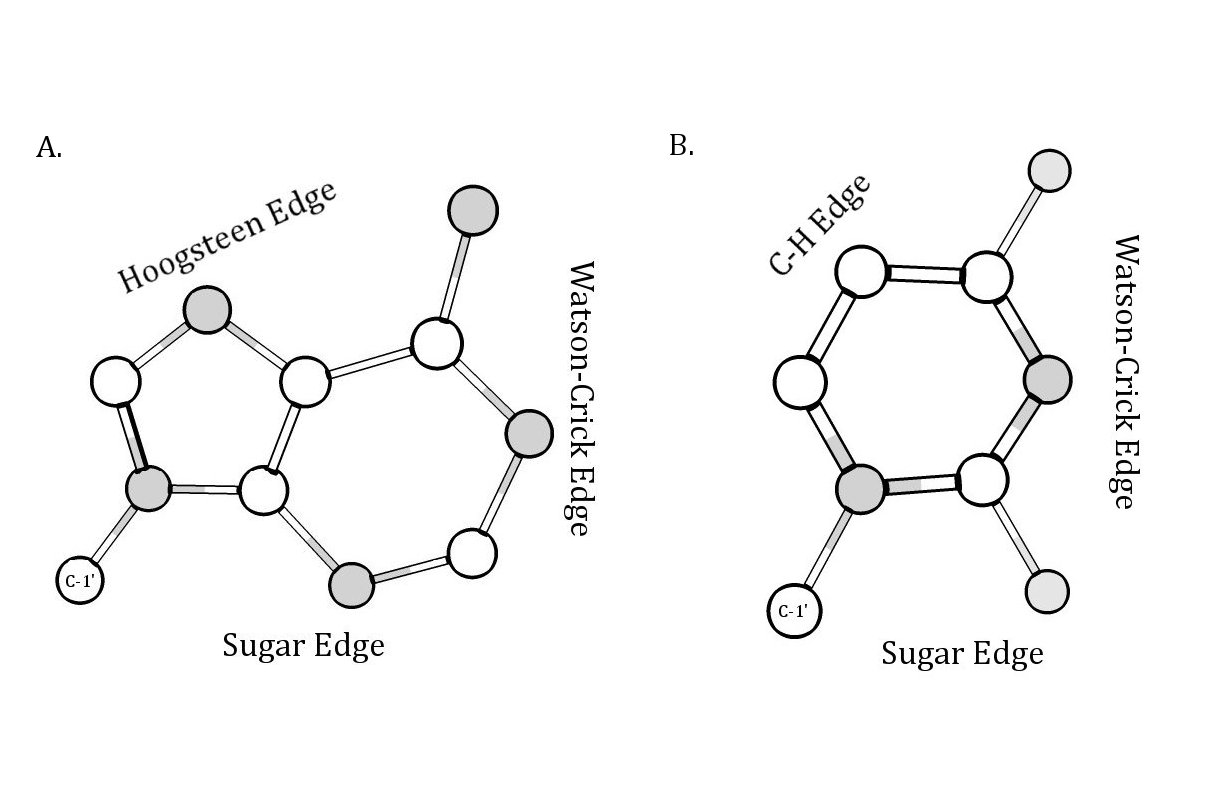 A.
Hoogsteen Edge
Watson-Crick Edge
C-1'
Sugar Edge
B.
C-H Edge
Watson-Crick Edge
C-1'
Sugar Edge